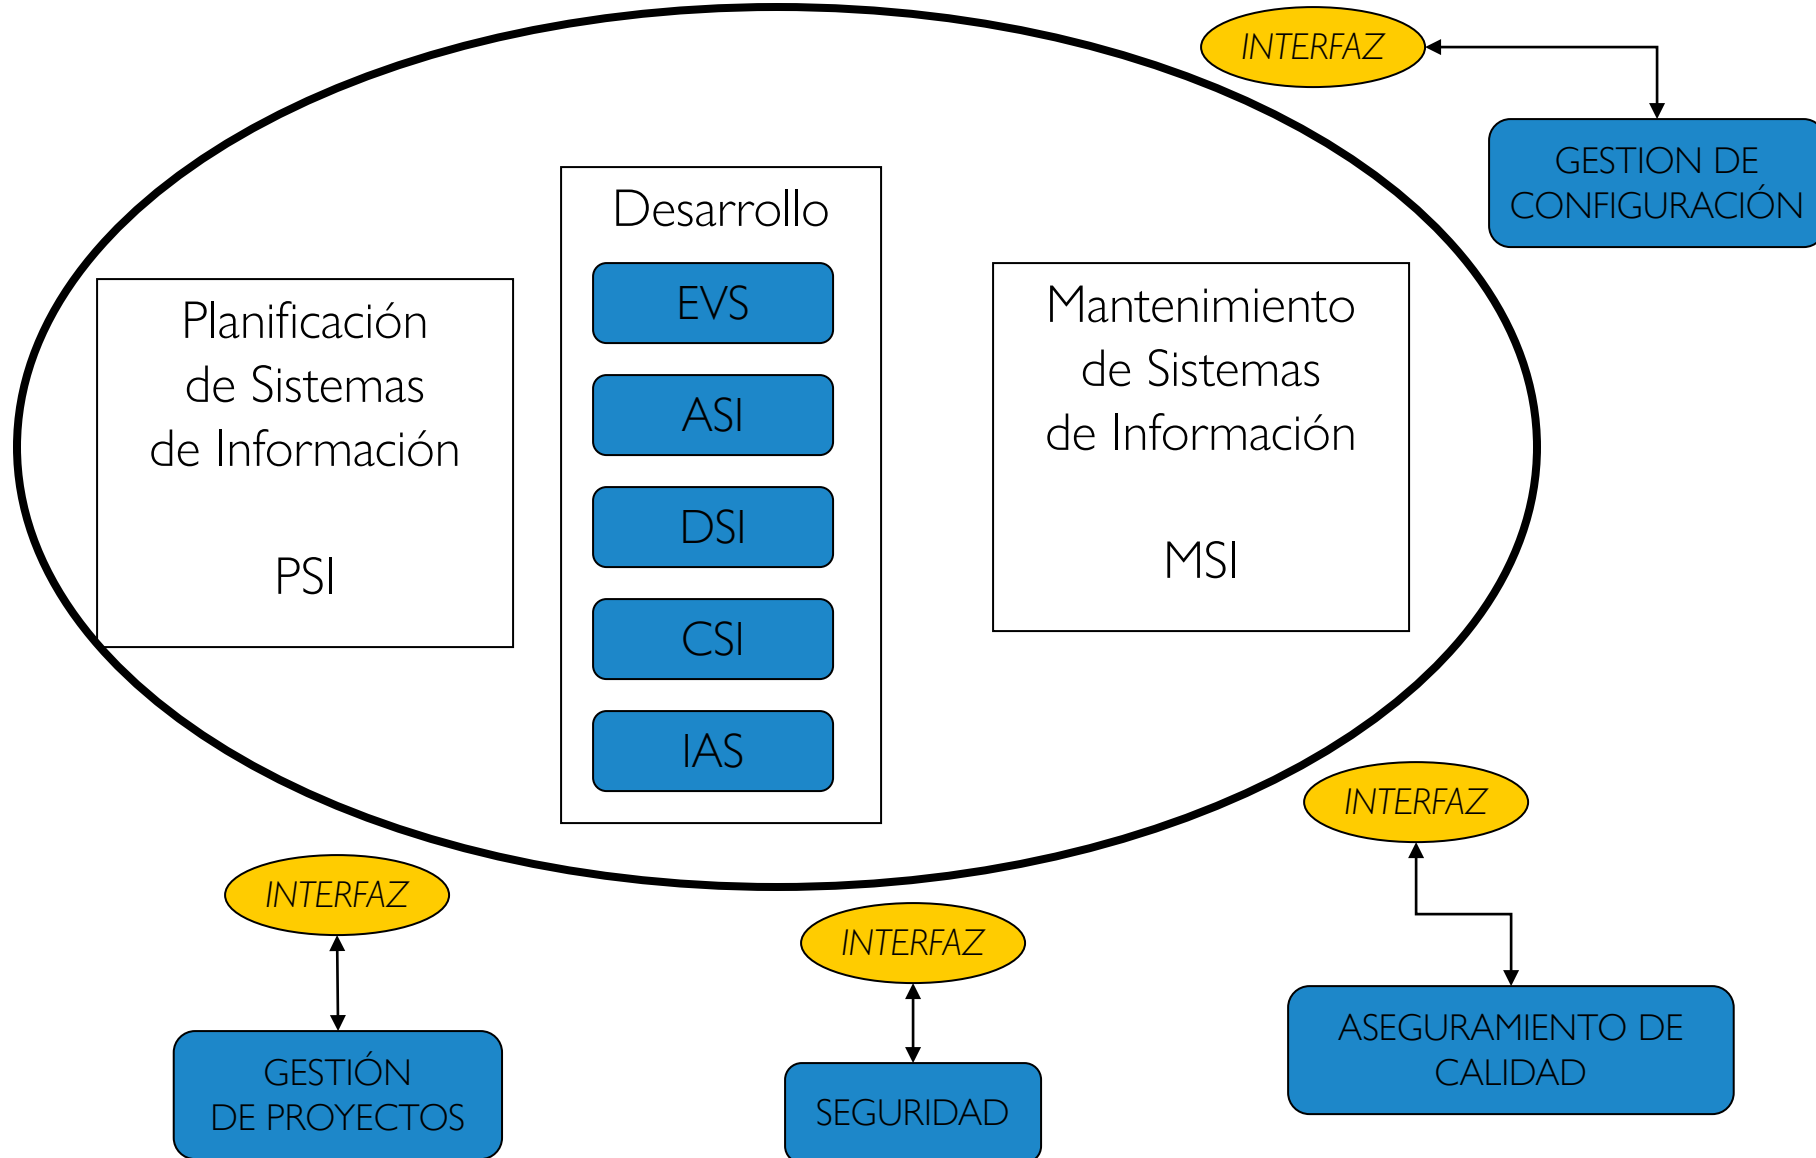 INTERFAZ
GESTION DE
CONFIGURACIÓN
Planificación
de Sistemas
de Información
PSI
Desarrollo
EVS
ASI
DSI
CSI
IAS
Mantenimiento
de Sistemas
de Información
MSI
INTERFAZ
GESTIÓN
DE PROYECTOS
INTERFAZ
SEGURIDAD
INTERFAZ
ASEGURAMIENTO DE
CALIDAD